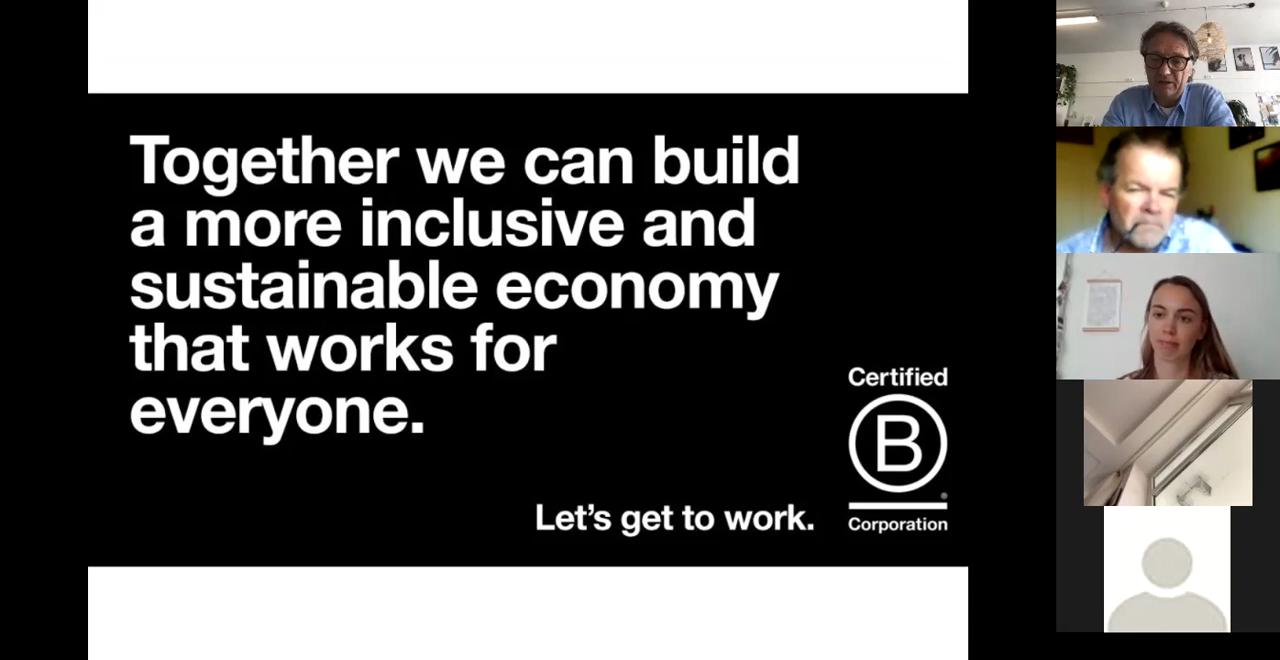 Together we can build
a more inclusive and
sustainable economy
that works for
everyone.
Let’s get to work.
Certified
B
®
Corporation